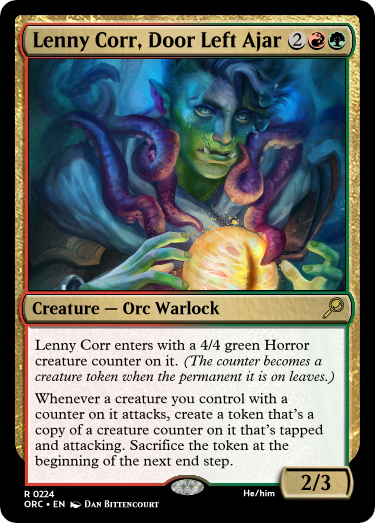 Lenny Corr, Door Left Ajar 2
Creature — Orc Warlock
Lenny Corr enters with a 4/4 green Horror
creature counter on it. (The counter becomes a
creature token when the permanent it is on leaves.)
Whenever a creature you control with a
counter on it attacks, create a token that's a
copy of a creature counter on it that's tapped
and attacking. Sacrifice the token at the
beginning of the next end step.
2/3
R 0224
ORC • EN Dan Bittencourt
He/him